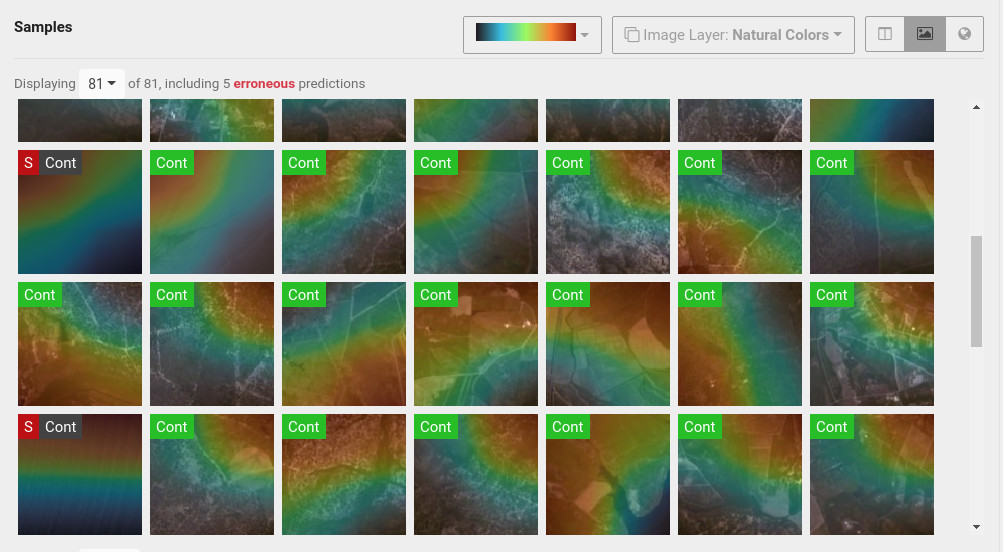 Samples
Image Layer: Natural Colors
Displaying 81 of 81, including 5 erroneous predictions
S Cont Cont Cont Cont Cont Cont Cont
Cont Cont Cont Cont Cont Cont Cont
S Cont Cont Cont Cont Cont Cont Cont